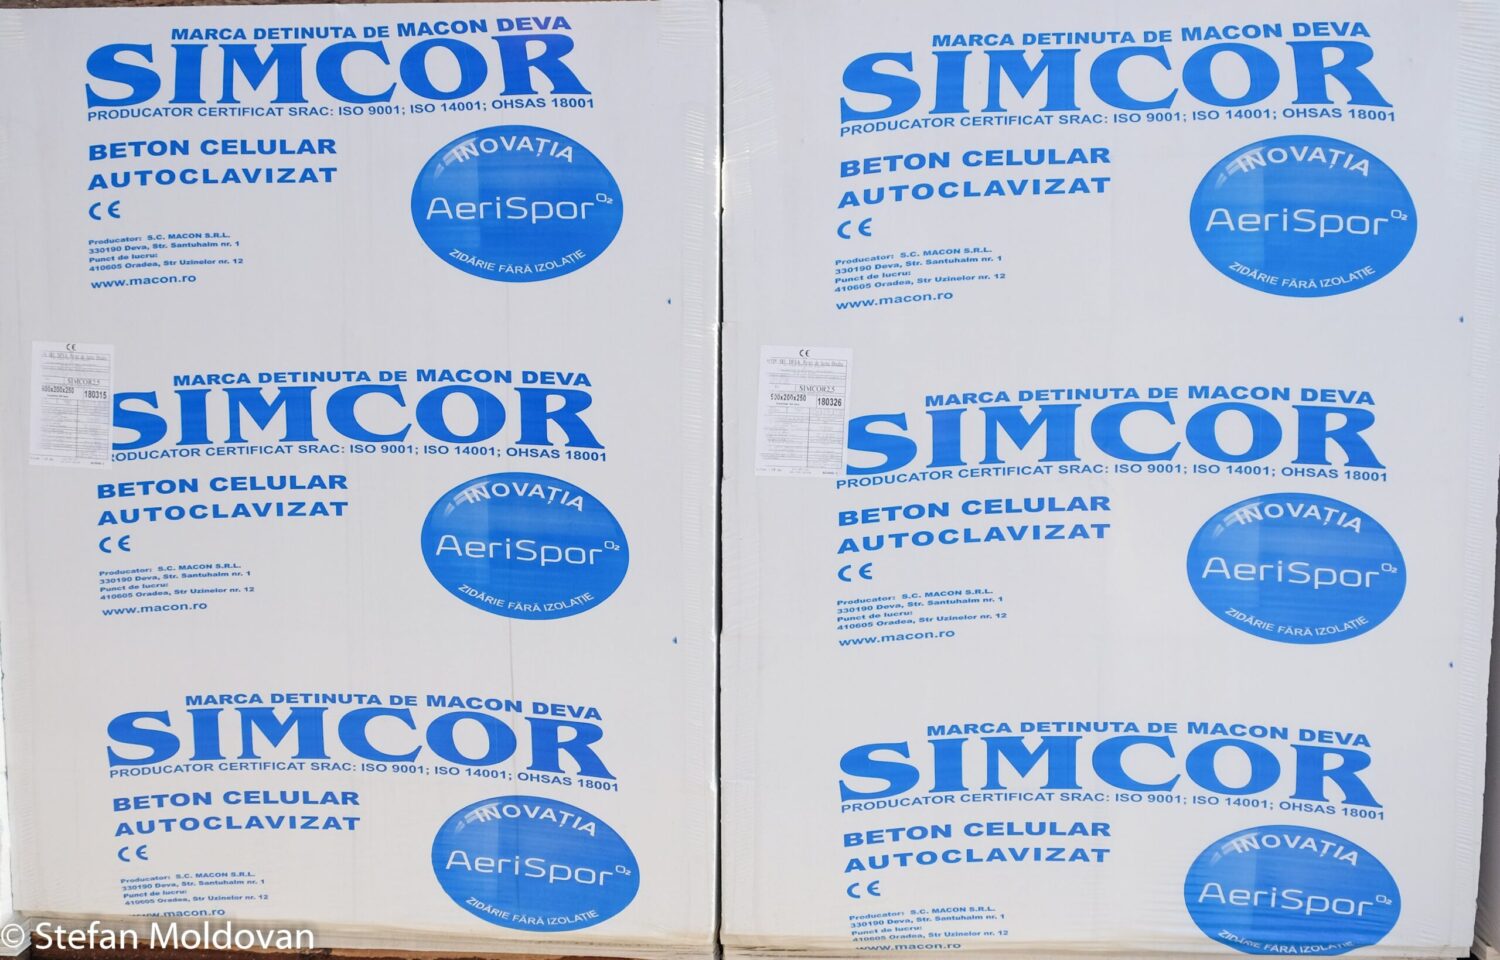 MARCA DETINUTA DE MACON DEVA
SIMCOR
PRODUCATOR CERTIFICAT SRAC: ISO 9001; ISO 14001; OHSAS 18001
BETON CELULAR
AUTOCLAVIZAT
CE
INOVAȚIA
AeriSpor O₂
ZIDĂRIE FĂRĂ IZOLAȚIE
Producator: S.C. MACON S.R.L.
330190 Deva, Str. Santuhalm nr. 1
Punct de lucru:
410605 Oradea, Str Uzinelor nr. 12
www.macon.ro
CE
SIMCOR2.5
600x200x250
180315
MARCA DETINUTA DE MACON DEVA
SIMCOR
PRODUCATOR CERTIFICAT SRAC: ISO 9001; ISO 14001; OHSAS 18001
BETON CELULAR
AUTOCLAVIZAT
CE
INOVAȚIA
AeriSpor O₂
ZIDĂRIE FĂRĂ IZOLAȚIE
Producator: S.C. MACON S.R.L.
330190 Deva, Str. Santuhalm nr. 1
Punct de lucru:
410605 Oradea, Str Uzinelor nr. 12
www.macon.ro
MARCA DETINUTA DE MACON DEVA
SIMCOR
PRODUCATOR CERTIFICAT SRAC: ISO 9001; ISO 14001; OHSAS 18001
BETON CELULAR
AUTOCLAVIZAT
CE
INOVAȚIA
AeriSpor O₂
ZIDĂRIE FĂRĂ IZOLAȚIE
Producator: S.C. MACON S.R.L.
330190 Deva, Str. Santuhalm nr. 1
Punct de lucru:
410605 Oradea, Str Uzinelor nr. 12
www.macon.ro
MARCA DETINUTA DE MACON DEVA
SIMCOR
PRODUCATOR CERTIFICAT SRAC: ISO 9001; ISO 14001; OHSAS 18001
BETON CELULAR
AUTOCLAVIZAT
CE
INOVAȚIA
AeriSpor O₂
ZIDĂRIE FĂRĂ IZOLAȚIE
Producator: S.C. MACON S.R.L.
330190 Deva, Str. Santuhalm nr. 1
Punct de lucru:
410605 Oradea, Str Uzinelor nr. 12
www.macon.ro
CE
SIMCOR2.5
180326
MARCA DETINUTA DE MACON DEVA
SIMCOR
PRODUCATOR CERTIFICAT SRAC: ISO 9001; ISO 14001; OHSAS 18001
BETON CELULAR
AUTOCLAVIZAT
CE
INOVAȚIA
AeriSpor O₂
ZIDĂRIE FĂRĂ IZOLAȚIE
Producator: S.C. MACON S.R.L.
330190 Deva, Str. Santuhalm nr. 1
Punct de lucru:
410605 Oradea, Str Uzinelor nr. 12
www.macon.ro
MARCA DETINUTA DE MACON DEVA
SIMCOR
PRODUCATOR CERTIFICAT SRAC: ISO 9001; ISO 14001; OHSAS 18001
BETON CELULAR
AUTOCLAVIZAT
CE
INOVAȚIA
AeriSpor O₂
ZIDĂRIE FĂRĂ IZOLAȚIE
Producator: S.C. MACON S.R.L.
330190 Deva, Str. Santuhalm nr. 1
Punct de lucru:
410605 Oradea, Str Uzinelor nr. 12
www.macon.ro
© Stefan Moldovan